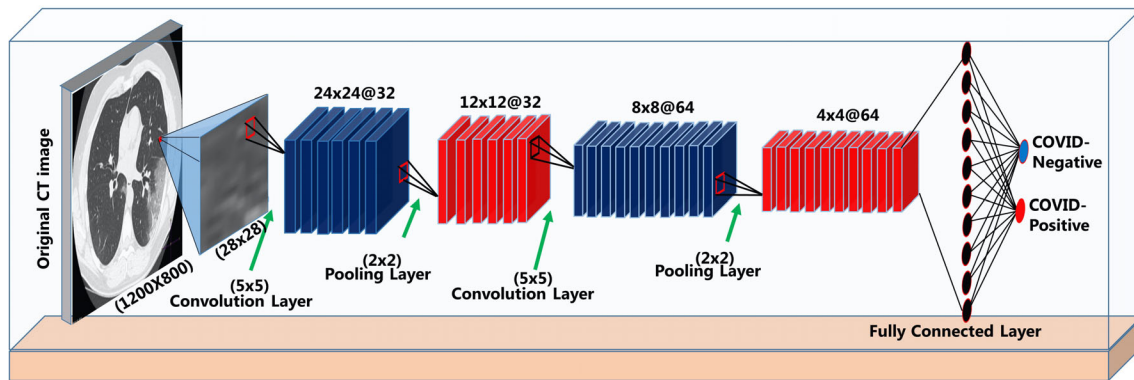 Original CT image
(1200X800)
(28x28)
(5x5)
Convolution Layer
24x24@32
(2x2)
Pooling Layer
12x12@32
(5x5)
Convolution Layer
8x8@64
(2x2)
Pooling Layer
4x4@64
Fully Connected Layer
COVID-
Negative
COVID-
Positive